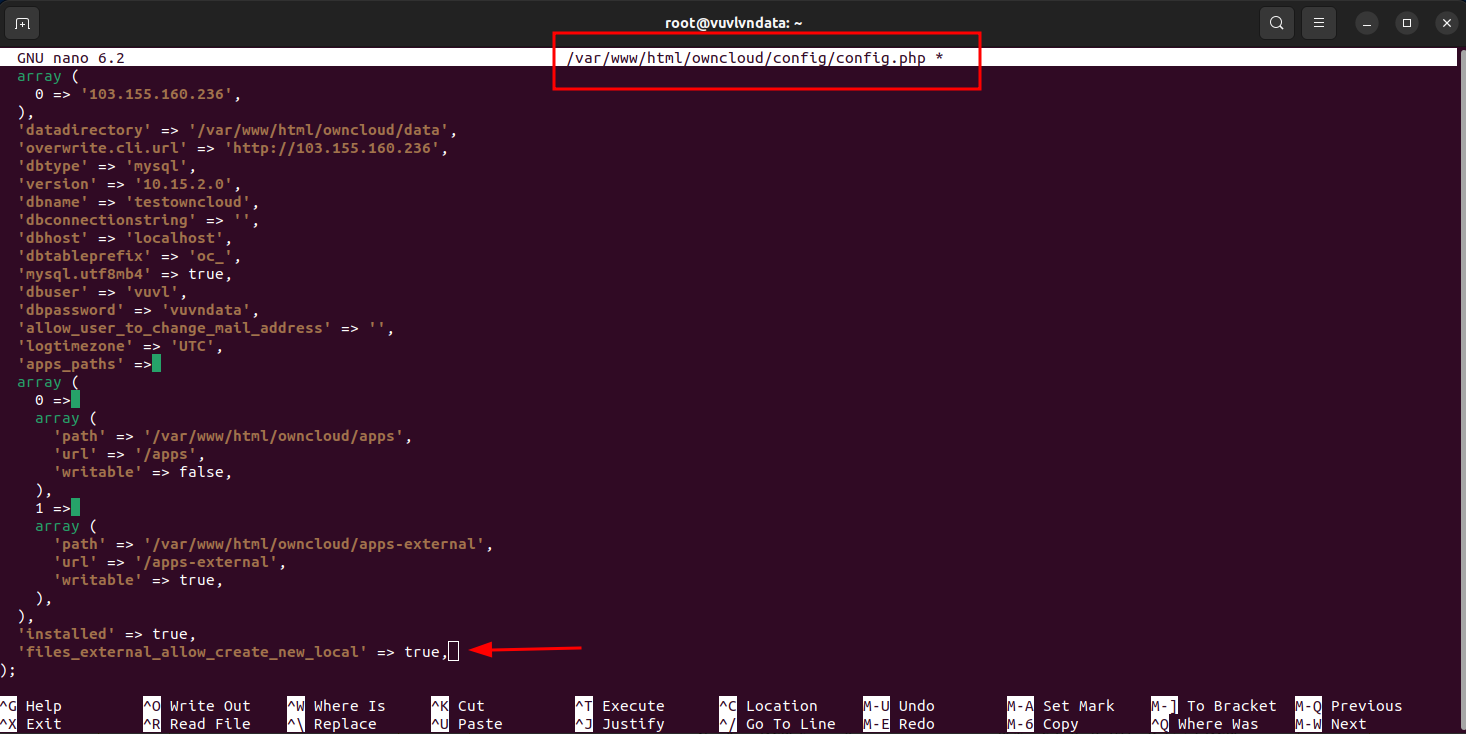 root@vuvlvndata: ~
GNU nano 6.2 /var/www/html/owncloud/config/config.php *
array (
0 => '103.155.160.236',
),
'datadirectory' => '/var/www/html/owncloud/data',
'overwrite.cli.url' => 'http://103.155.160.236',
'dbtype' => 'mysql',
'version' => '10.15.2.0',
'dbname' => 'testowncloud',
'dbconnectionstring' => '',
'dbhost' => 'localhost',
'dbtableprefix' => 'oc_',
'mysql.utf8mb4' => true,
'dbuser' => 'vuvl',
'dbpassword' => 'vuvndata',
'allow_user_to_change_mail_address' => '',
'logtimezone' => 'UTC',
'apps_paths' =>
array (
0 =>
array (
'path' => '/var/www/html/owncloud/apps',
'url' => '/apps',
'writable' => false,
),
1 =>
array (
'path' => '/var/www/html/owncloud/apps-external',
'url' => '/apps-external',
'writable' => true,
),
),
'installed' => true,
'files_external_allow_create_new_local' => true,
);
^G Help ^O Write Out ^W Where Is ^K Cut ^T Execute ^C Location M-U Undo M-A Set Mark M-] To Bracket M-Q Previous
^X Exit ^R Read File ^\ Replace ^U Paste ^J Justify ^/ Go To Line M-E Redo M-6 Copy ^Q Where Was M-W Next